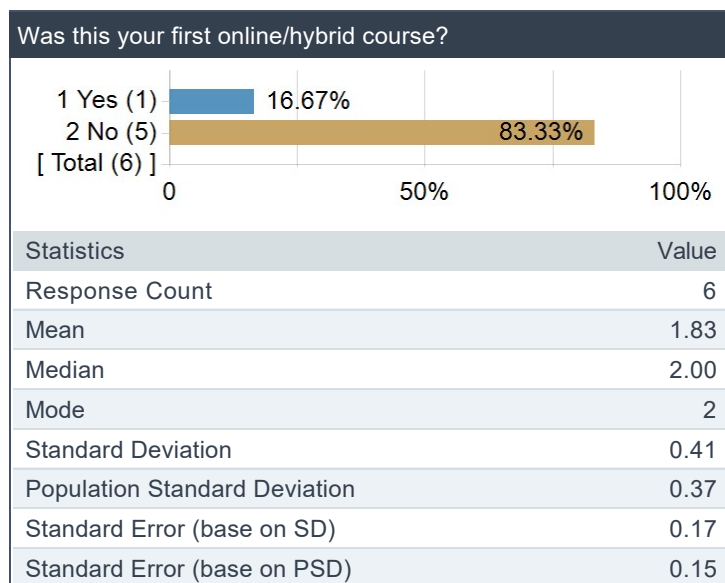 Was this your first online/hybrid course?
1 Yes (1) 16.67%
2 No (5) 83.33%
[ Total (6) ]
0 50% 100%
Statistics Value
Response Count 6
Mean 1.83
Median 2.00
Mode 2
Standard Deviation 0.41
Population Standard Deviation 0.37
Standard Error (base on SD) 0.17
Standard Error (base on PSD) 0.15